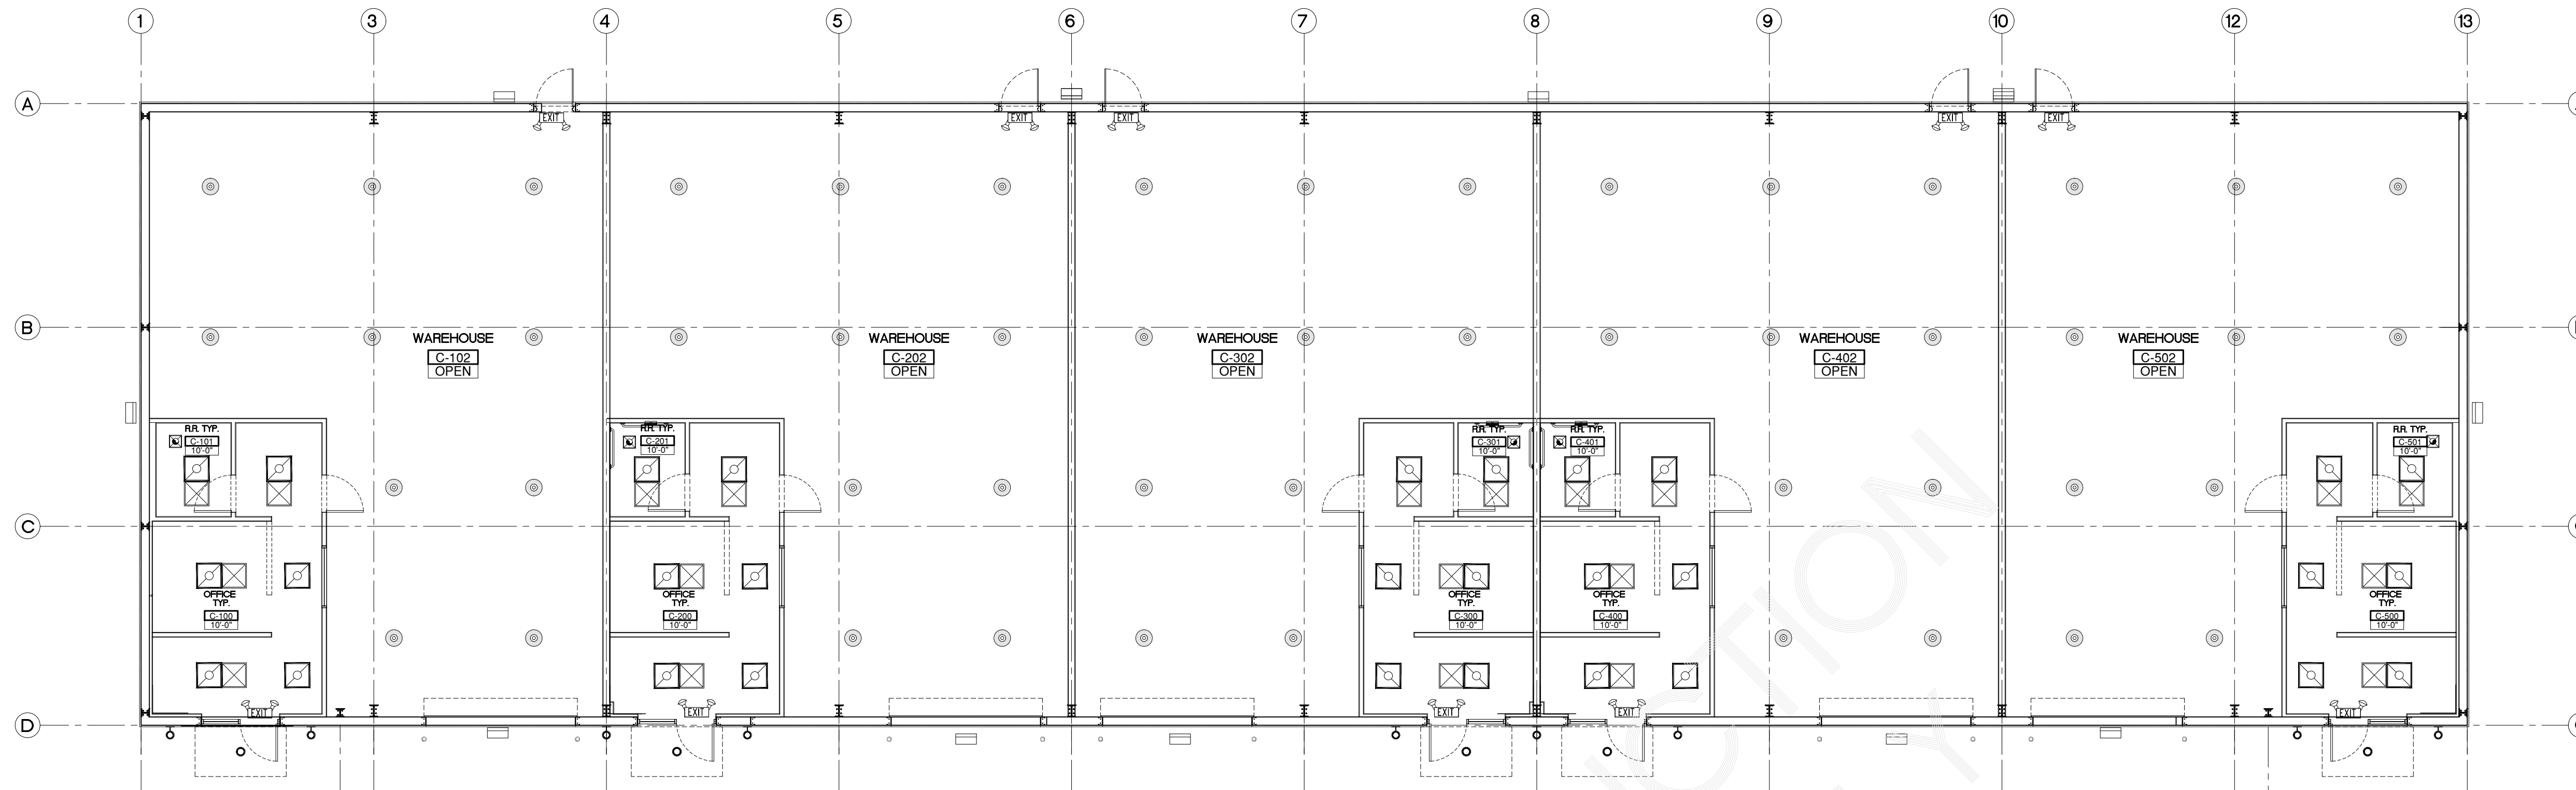 1 3 4 5 6 7 8 9 10 12 13
A
EXIT EXIT EXIT EXIT EXIT
B
WAREHOUSE WAREHOUSE WAREHOUSE WAREHOUSE WAREHOUSE
C-102 C-202 C-302 C-402 C-502
OPEN OPEN OPEN OPEN OPEN
R.R. TYP. R.R. TYP. R.R. TYP. R.R. TYP. R.R. TYP.
C-101 C-201 C-301 C-401 C-501
10'-0" 10'-0" 10'-0" 10'-0" 10'-0"
C
OFFICE OFFICE OFFICE OFFICE OFFICE
TYP. TYP. TYP. TYP. TYP.
C-100 C-200 C-300 C-400 C-500
10'-0" 10'-0" 10'-0" 10'-0" 10'-0"
EXIT EXIT EXIT EXIT EXIT
D